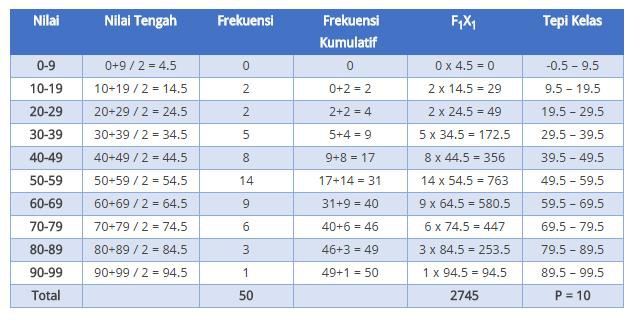 Nilai Nilai Tengah Frekuensi Frekuensi Kumulatif F₁X₁ Tepi Kelas
0-9 0+9 / 2 = 4.5 0 0 0 x 4.5 = 0 -0.5 – 9.5
10-19 10+19 / 2 = 14.5 2 0+2 = 2 2 x 14.5 = 29 9.5 – 19.5
20-29 20+29 / 2 = 24.5 2 2+2 = 4 2 x 24.5 = 49 19.5 – 29.5
30-39 30+39 / 2 = 34.5 5 5+4 = 9 5 x 34.5 = 172.5 29.5 – 39.5
40-49 40+49 / 2 = 44.5 8 9+8 = 17 8 x 44.5 = 356 39.5 – 49.5
50-59 50+59 / 2 = 54.5 14 17+14 = 31 14 x 54.5 = 763 49.5 – 59.5
60-69 60+69 / 2 = 64.5 9 31+9 = 40 9 x 64.5 = 580.5 59.5 – 69.5
70-79 70+79 / 2 = 74.5 6 40+6 = 46 6 x 74.5 = 447 69.5 – 79.5
80-89 80+89 / 2 = 84.5 3 46+3 = 49 3 x 84.5 = 253.5 79.5 – 89.5
90-99 90+99 / 2 = 94.5 1 49+1 = 50 1 x 94.5 = 94.5 89.5 – 99.5
Total 50 2745 P = 10